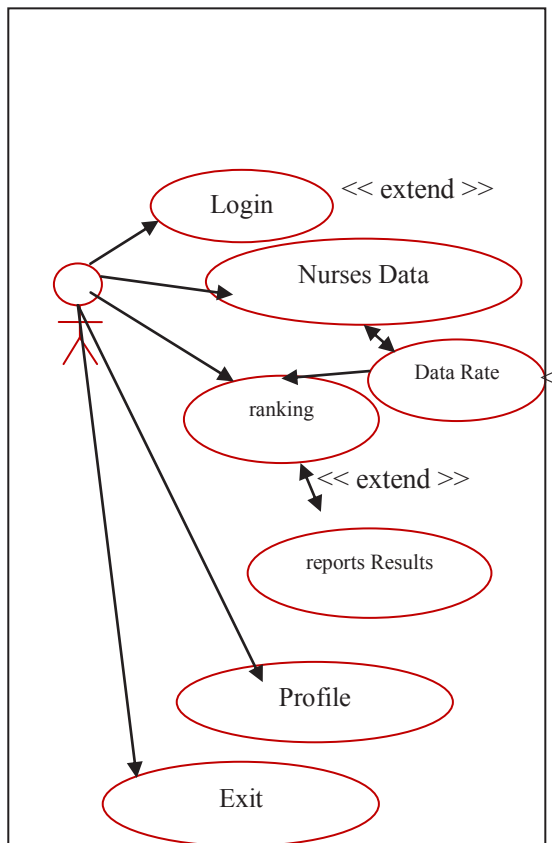 Login
<< extend >>
Nurses Data
Data Rate
<
ranking
<< extend >>
reports Results
Profile
Exit